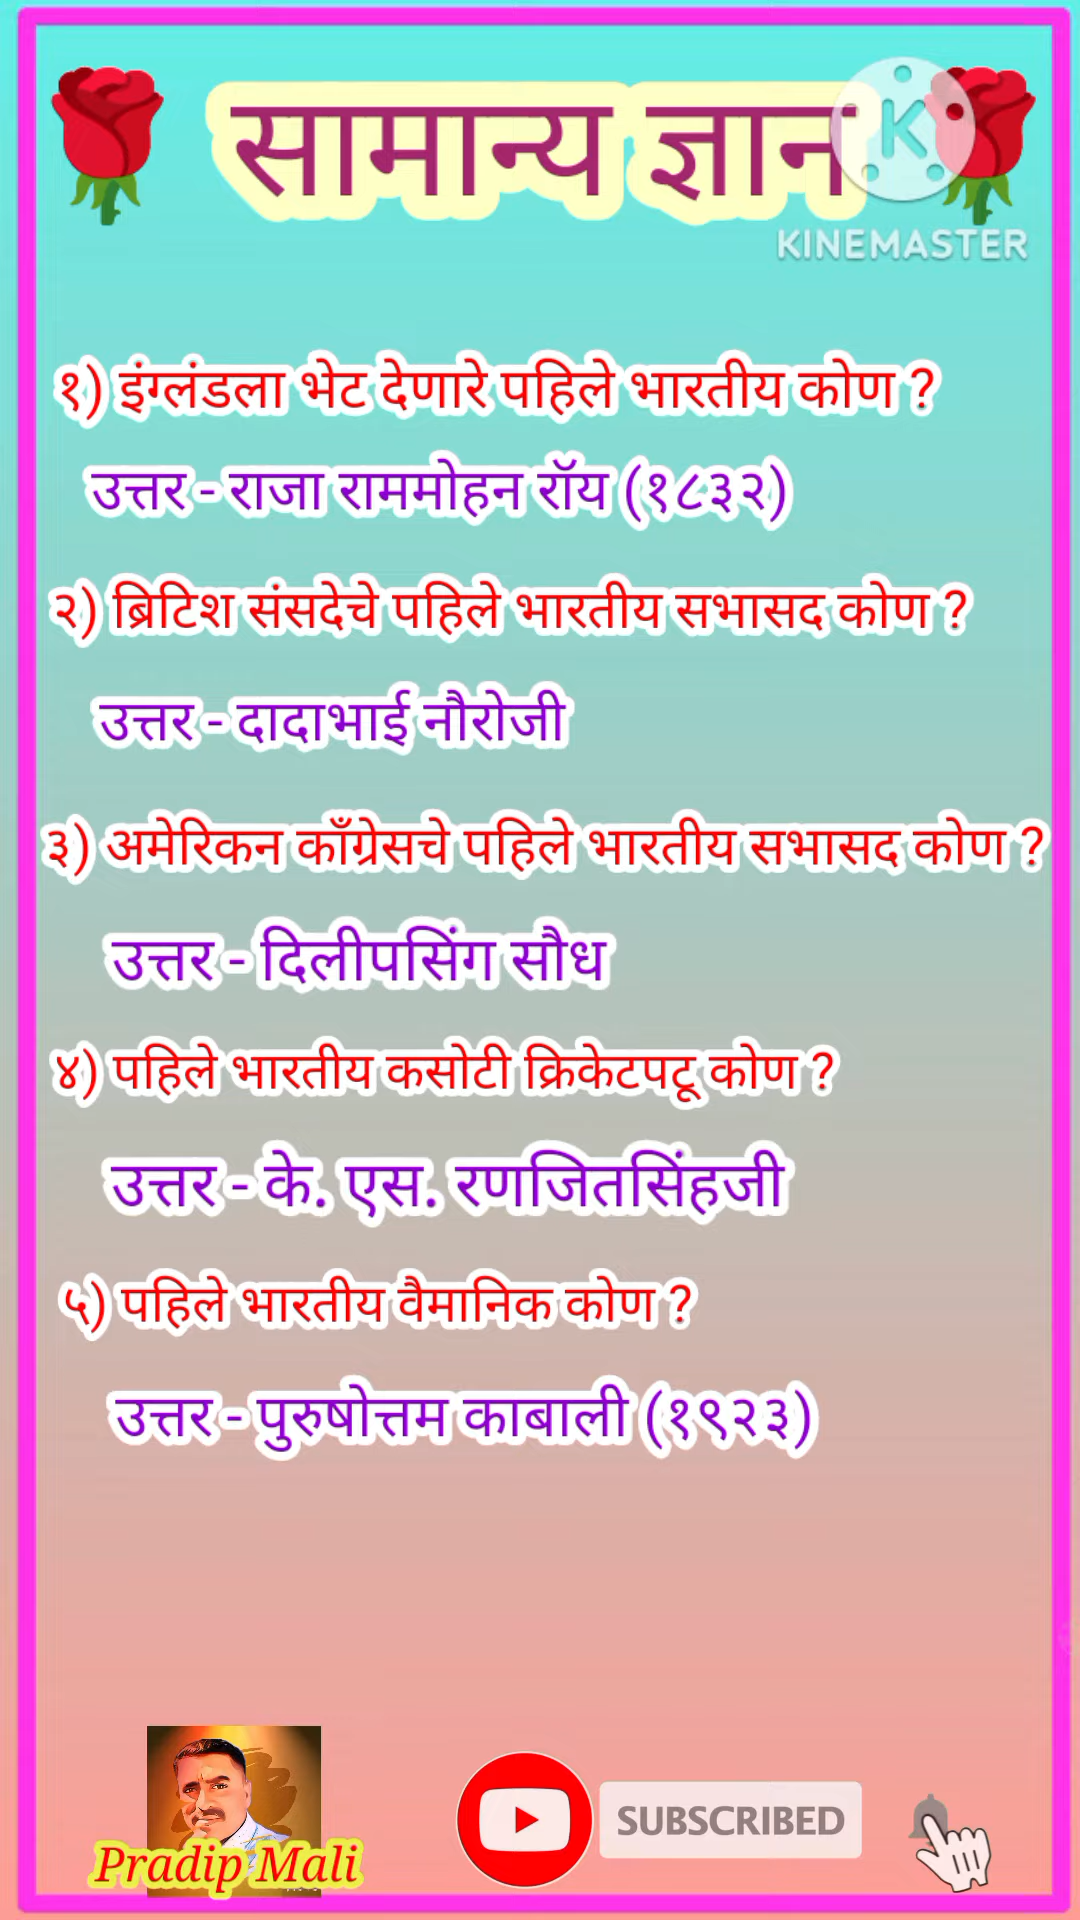 सामान्य ज्ञान
KINEMASTER
१) इंग्लंडला भेट देणारे पहिले भारतीय कोण ?
उत्तर - राजा राममोहन रॉय (१८३२)
२) ब्रिटिश संसदेचे पहिले भारतीय सभासद कोण ?
उत्तर - दादाभाई नौरोजी
३) अमेरिकन काँग्रेसचे पहिले भारतीय सभासद कोण ?
उत्तर - दिलीपसिंग सौध
४) पहिले भारतीय कसोटी क्रिकेटपटू कोण ?
उत्तर - के. एस. रणजितसिंहजी
५) पहिले भारतीय वैमानिक कोण ?
उत्तर - पुरुषोत्तम काबाली (१९२३)
Pradip Mali
SUBSCRIBED